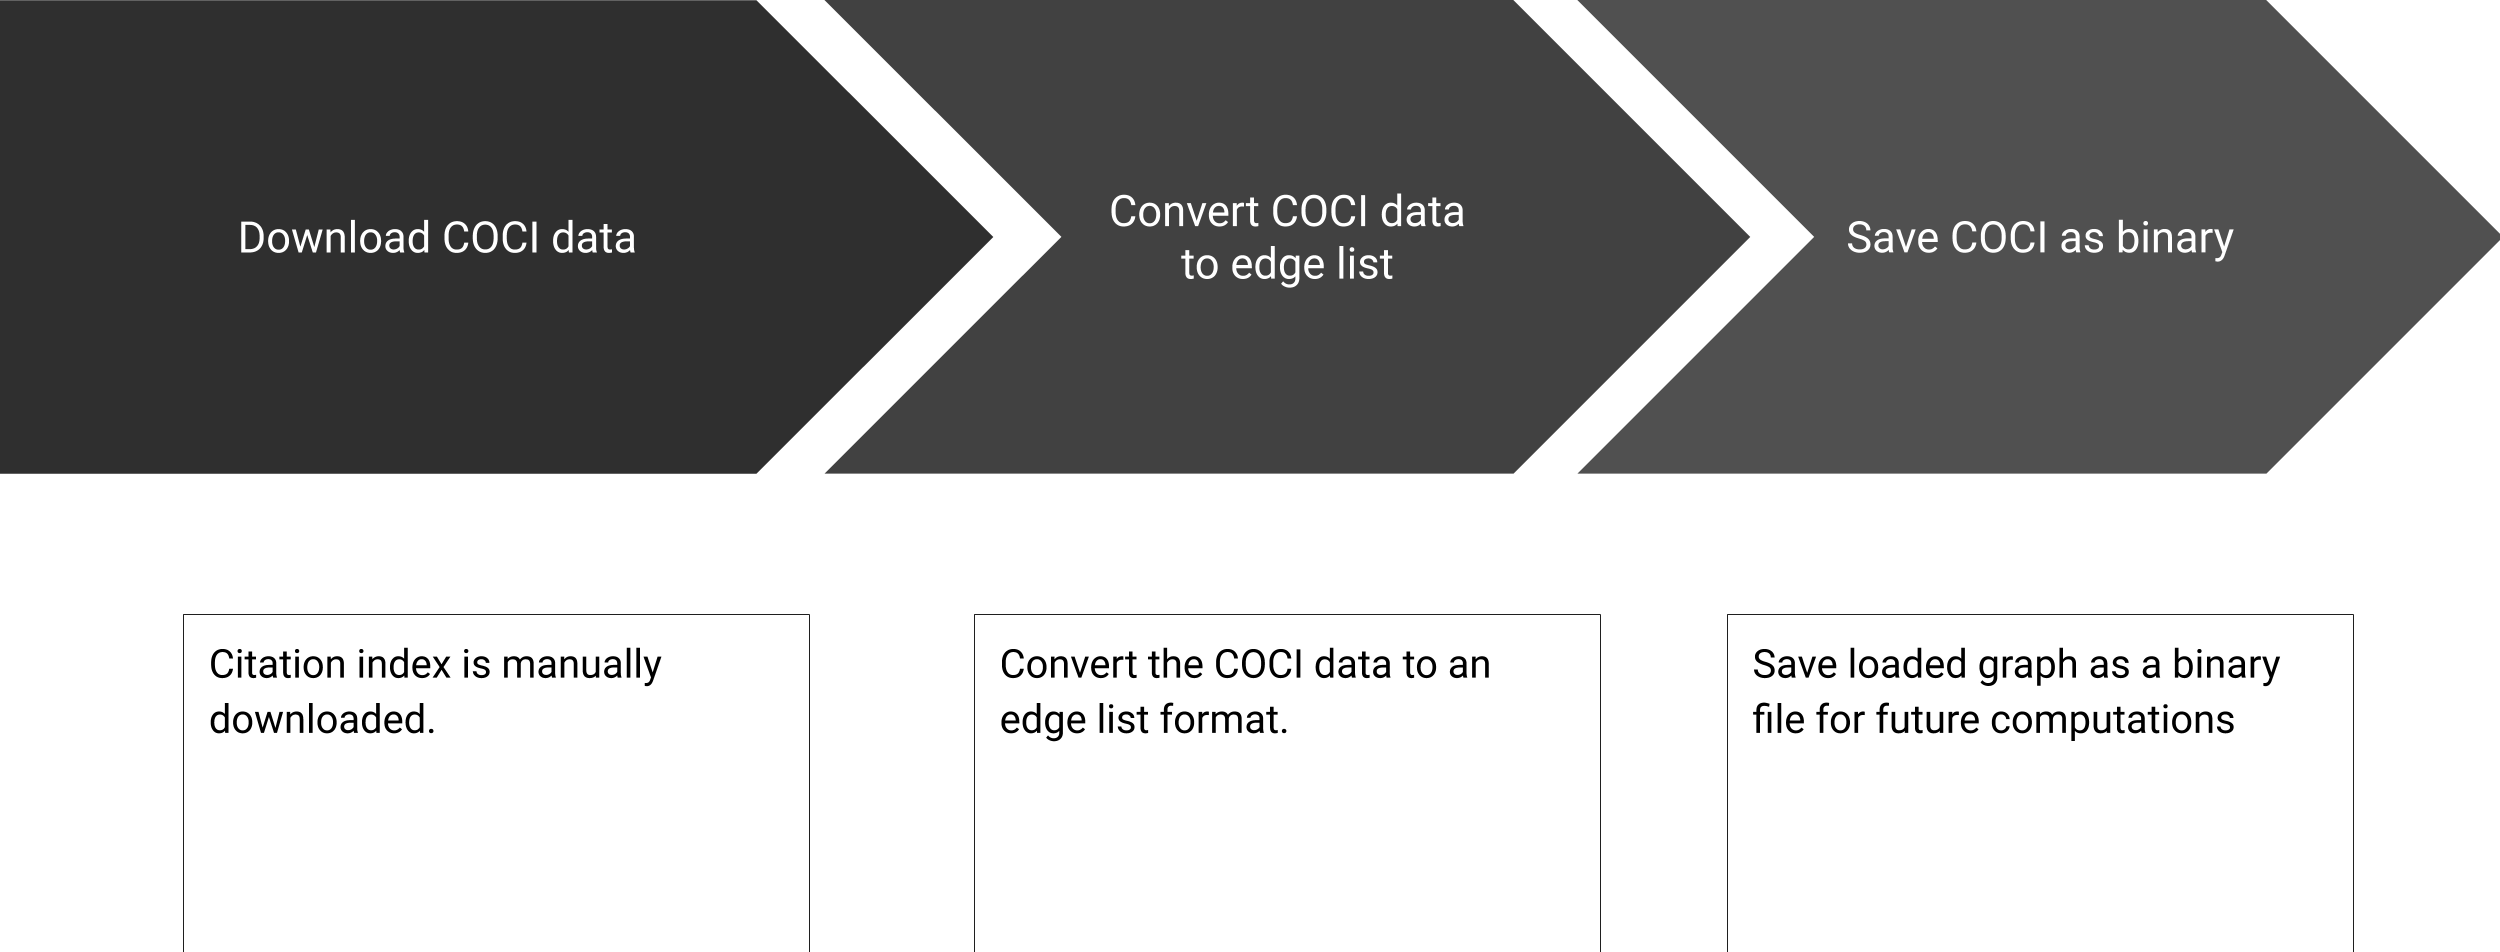 Download COCI data
Convert COCI data
to edge list
Save COCI as binary
Citation index is manually
downloaded.
Convert the COCI data to an
edge list format.
Save loaded graph as a binary
file for future computations